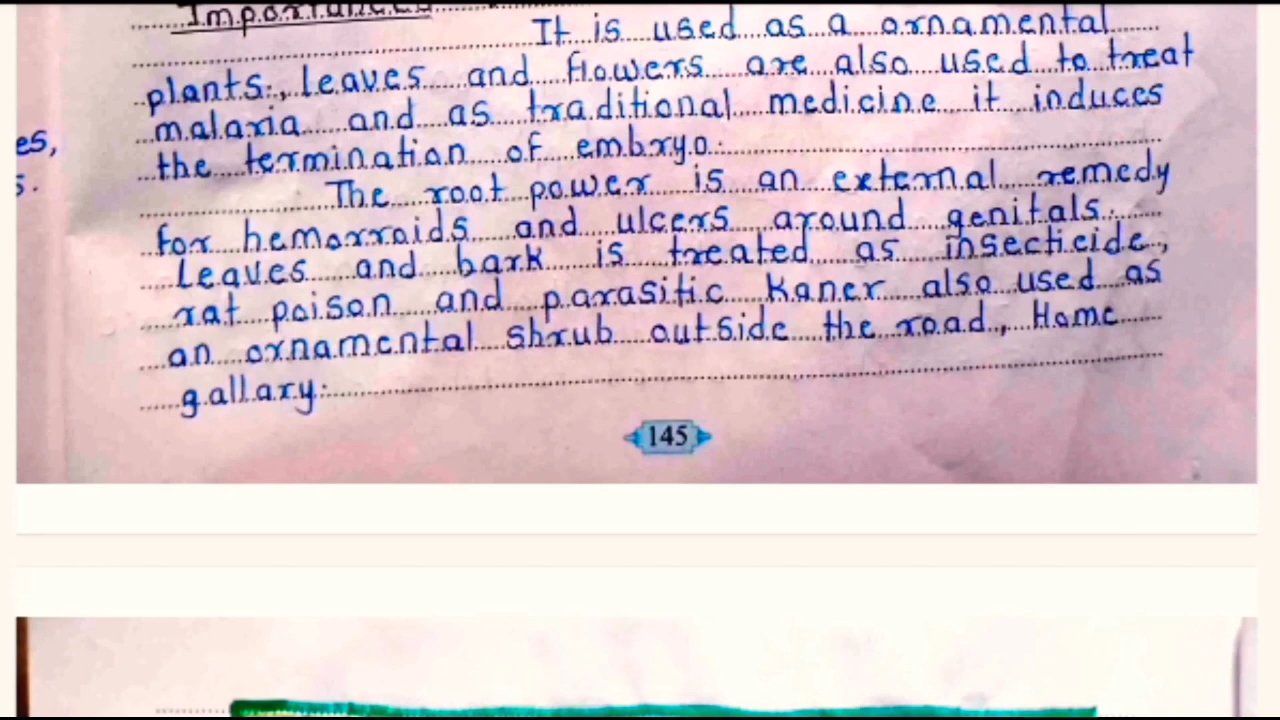 Importance
It is used as a ornamental
plants., leaves and flowers are also used to treat
es,
malaria and as traditional medicine it induces
the termination of embryo.
s.
The root power is an external remedy
for hemorroids and ulcers around genitals.
Leaves and bark is treated as insecticide,
rat poison and parasitic Kaner also used as
an ornamental shrub outside the road, Home
gallary.
145